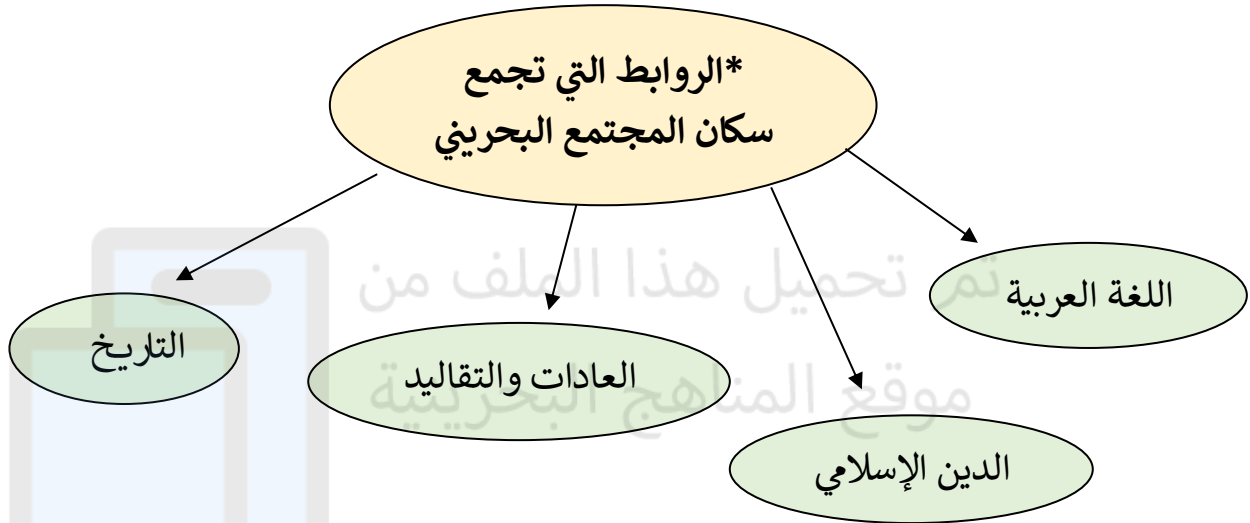 *الروابط التي تجمع
سكان المجتمع البحريني
تم تحميل هذا الملف من
موقع المناهج البحرينية
اللغة العربية
الدين الإسلامي
العادات والتقاليد
التاريخ